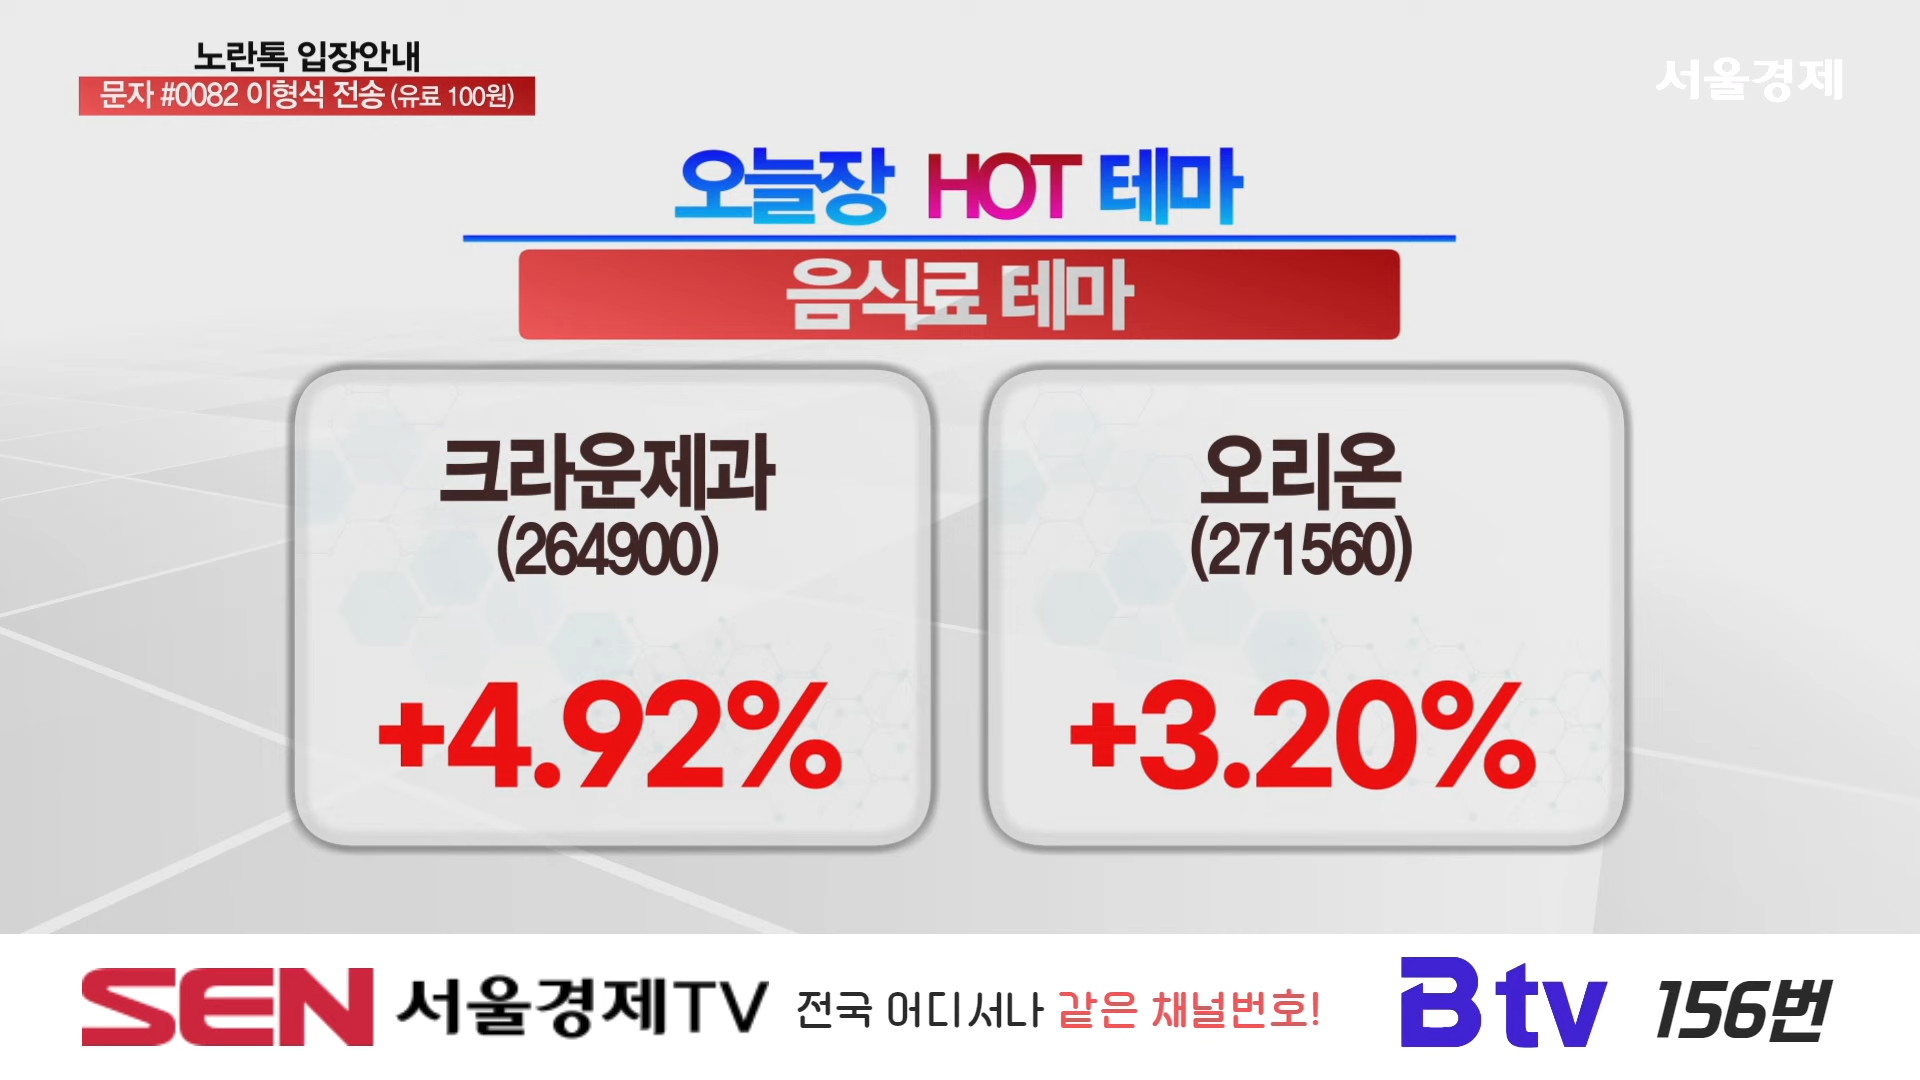 노란톡 입장안내
문자 #0082 이형석 전송 (유료 100원)
서울경제
오늘장 HOT 테마
음식료 테마
크라운제과
(264900)
+4.92%
오리온
(271560)
+3.20%
SEN 서울경제TV 전국 어디서나 같은 채널번호! B tv 156번